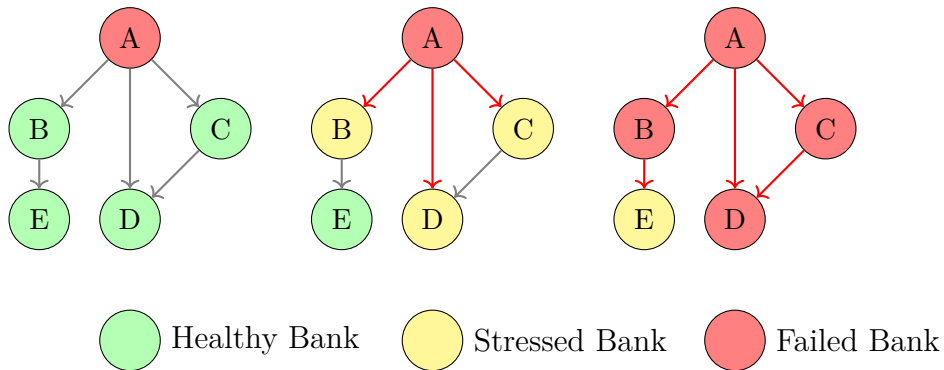 A A A
B C B C B C
E D E D E D
Healthy Bank Stressed Bank Failed Bank